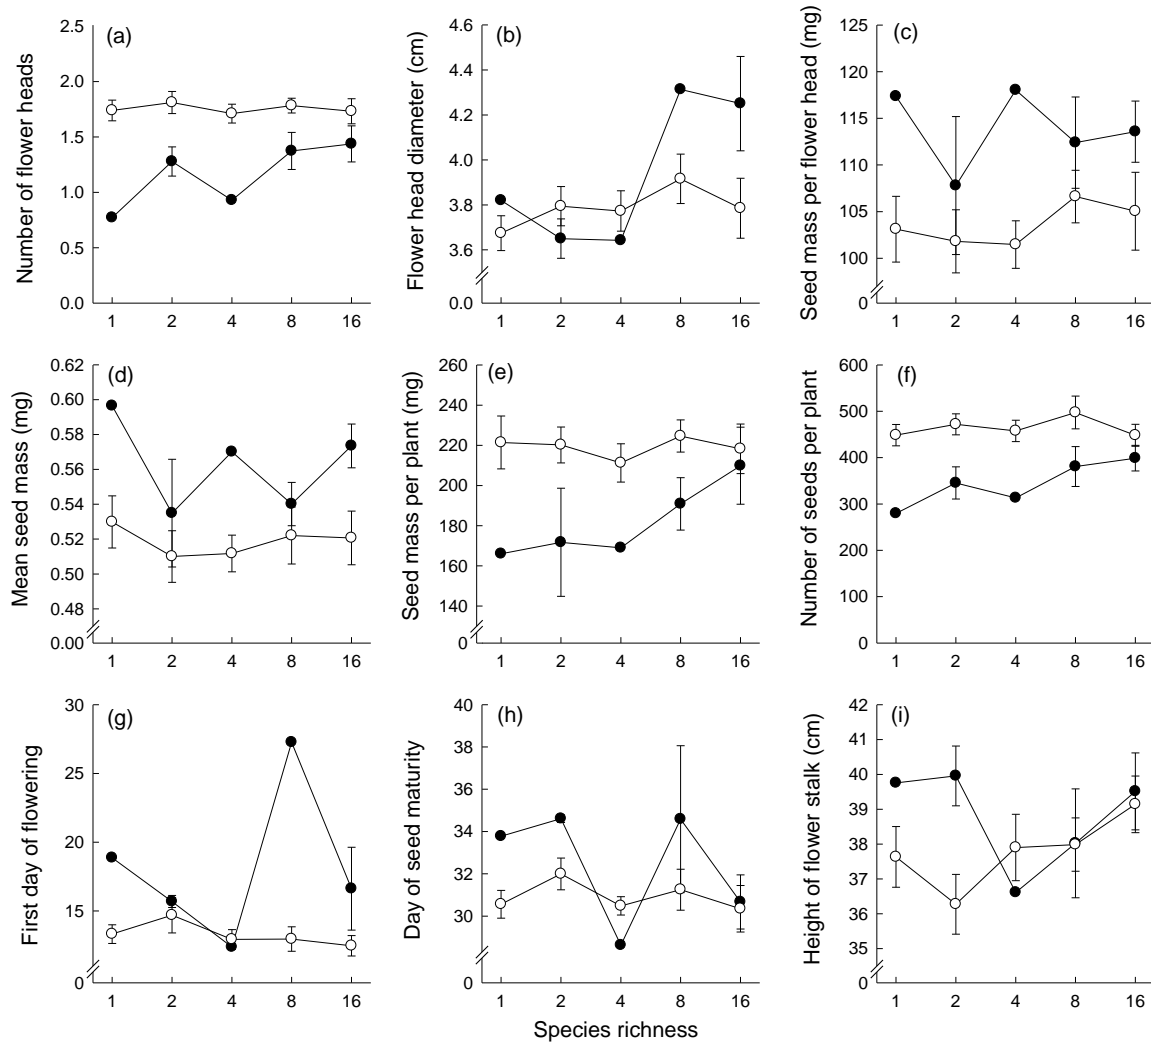 (a)
Number of flower heads
2.5
2.0
1.5
1.0
0.5
0.0
1 2 4 8 16
(b)
Flower head diameter (cm)
4.6
4.4
4.2
4.0
3.8
3.6
0.0
1 2 4 8 16
(c)
Seed mass per flower head (mg)
125
120
115
110
105
100
0
1 2 4 8 16
(d)
Mean seed mass (mg)
0.62
0.60
0.58
0.56
0.54
0.52
0.50
0.48
0.00
1 2 4 8 16
(e)
Seed mass per plant (mg)
260
240
220
200
180
160
140
0
1 2 4 8 16
(f)
Number of seeds per plant
600
500
400
300
200
100
0
1 2 4 8 16
(g)
First day of flowering
30
25
20
15
0
1 2 4 8 16
(h)
Day of seed maturity
40
38
36
34
32
30
0
1 2 4 8 16
(i)
Height of flower stalk (cm)
42
41
40
39
38
37
36
35
0
1 2 4 8 16
Species richness